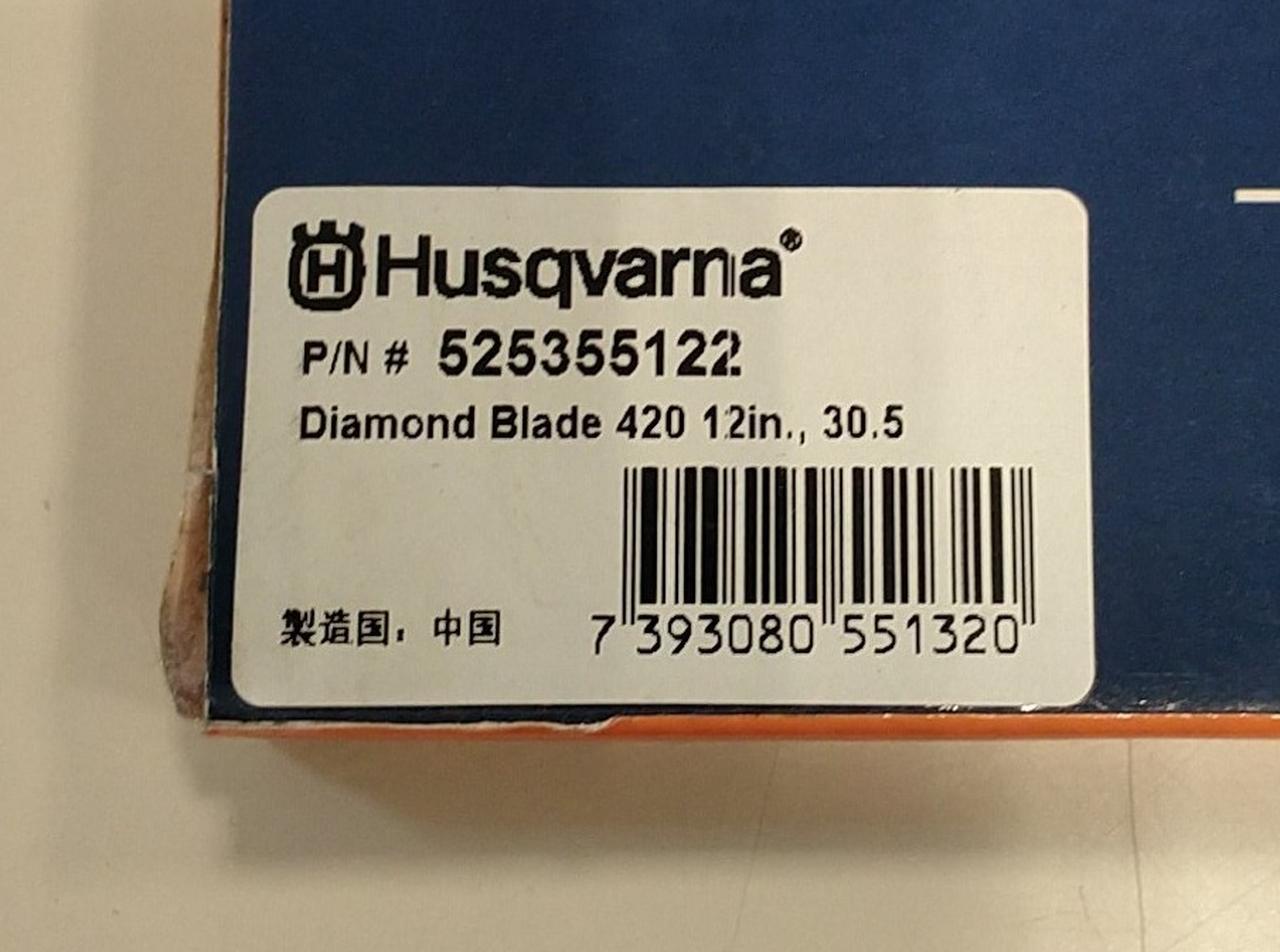 Husqvarna®
P/N # 525355122
Diamond Blade 420 12in., 30.5
製造国: 中国
7 393080 551320